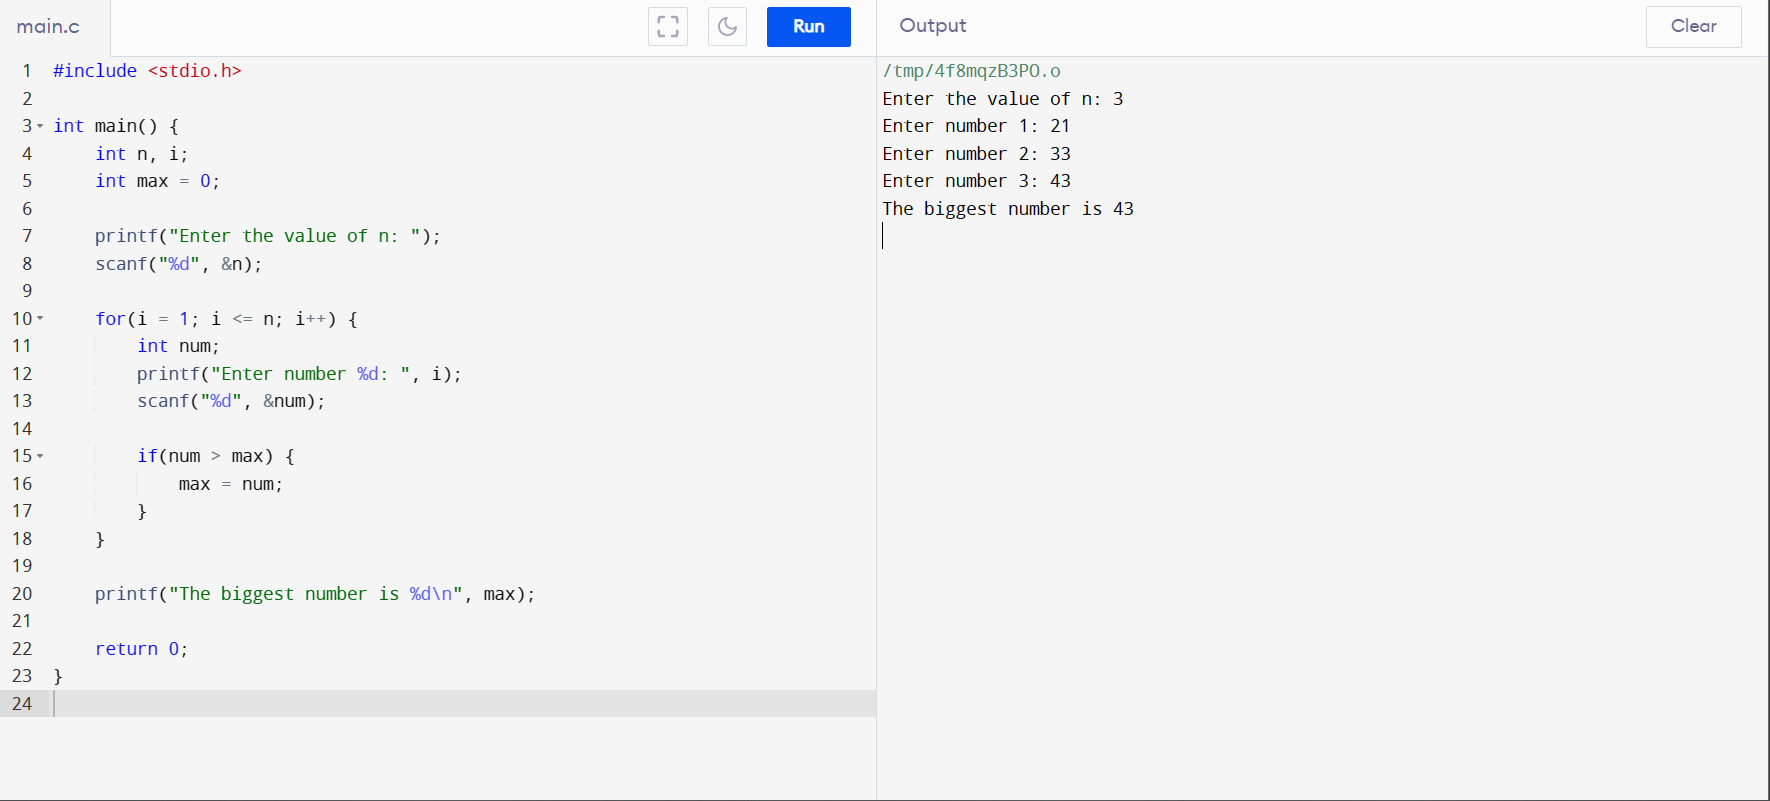 main.c
Run
1 #include <stdio.h>
2
3 int main() {
4     int n, i;
5     int max = 0;
6
7     printf("Enter the value of n: ");
8     scanf("%d", &n);
9
10     for(i = 1; i <= n; i++) {
11         int num;
12         printf("Enter number %d: ", i);
13         scanf("%d", &num);
14
15         if(num > max) {
16             max = num;
17         }
18     }
19
20     printf("The biggest number is %d\n", max);
21
22     return 0;
23 }
24
Output
Clear
/tmp/4f8mqzB3PO.o
Enter the value of n: 3
Enter number 1: 21
Enter number 2: 33
Enter number 3: 43
The biggest number is 43